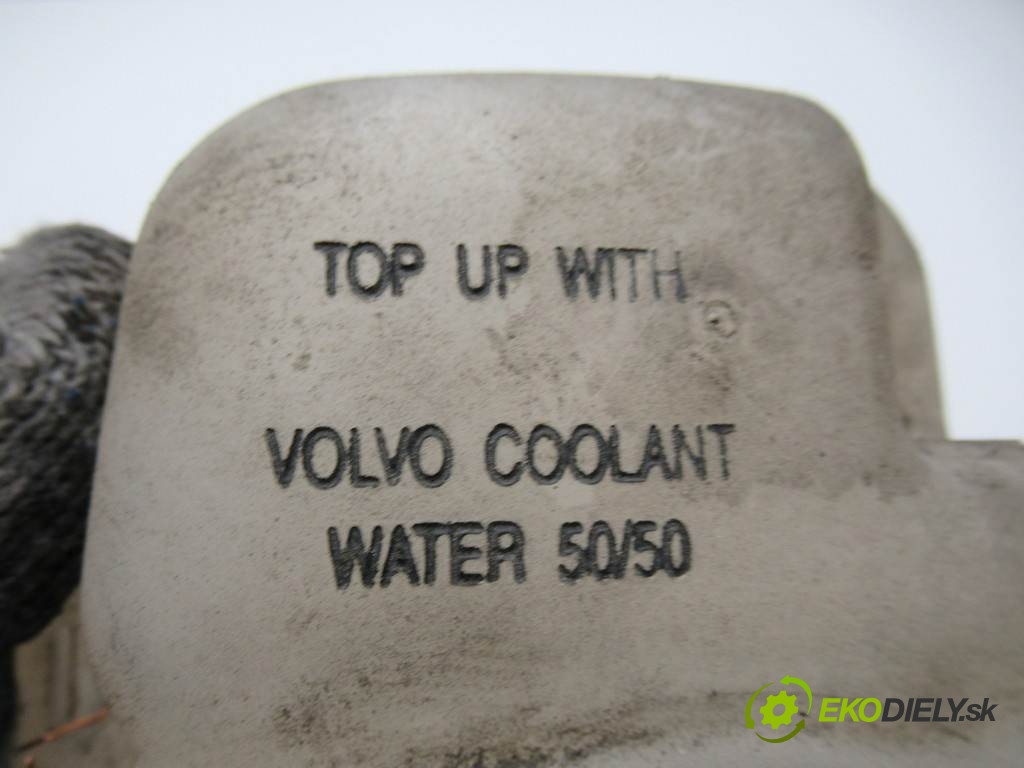 TOP UP WITH
VOLVO COOLANT
WATER 50/50
EKODIELY.sk